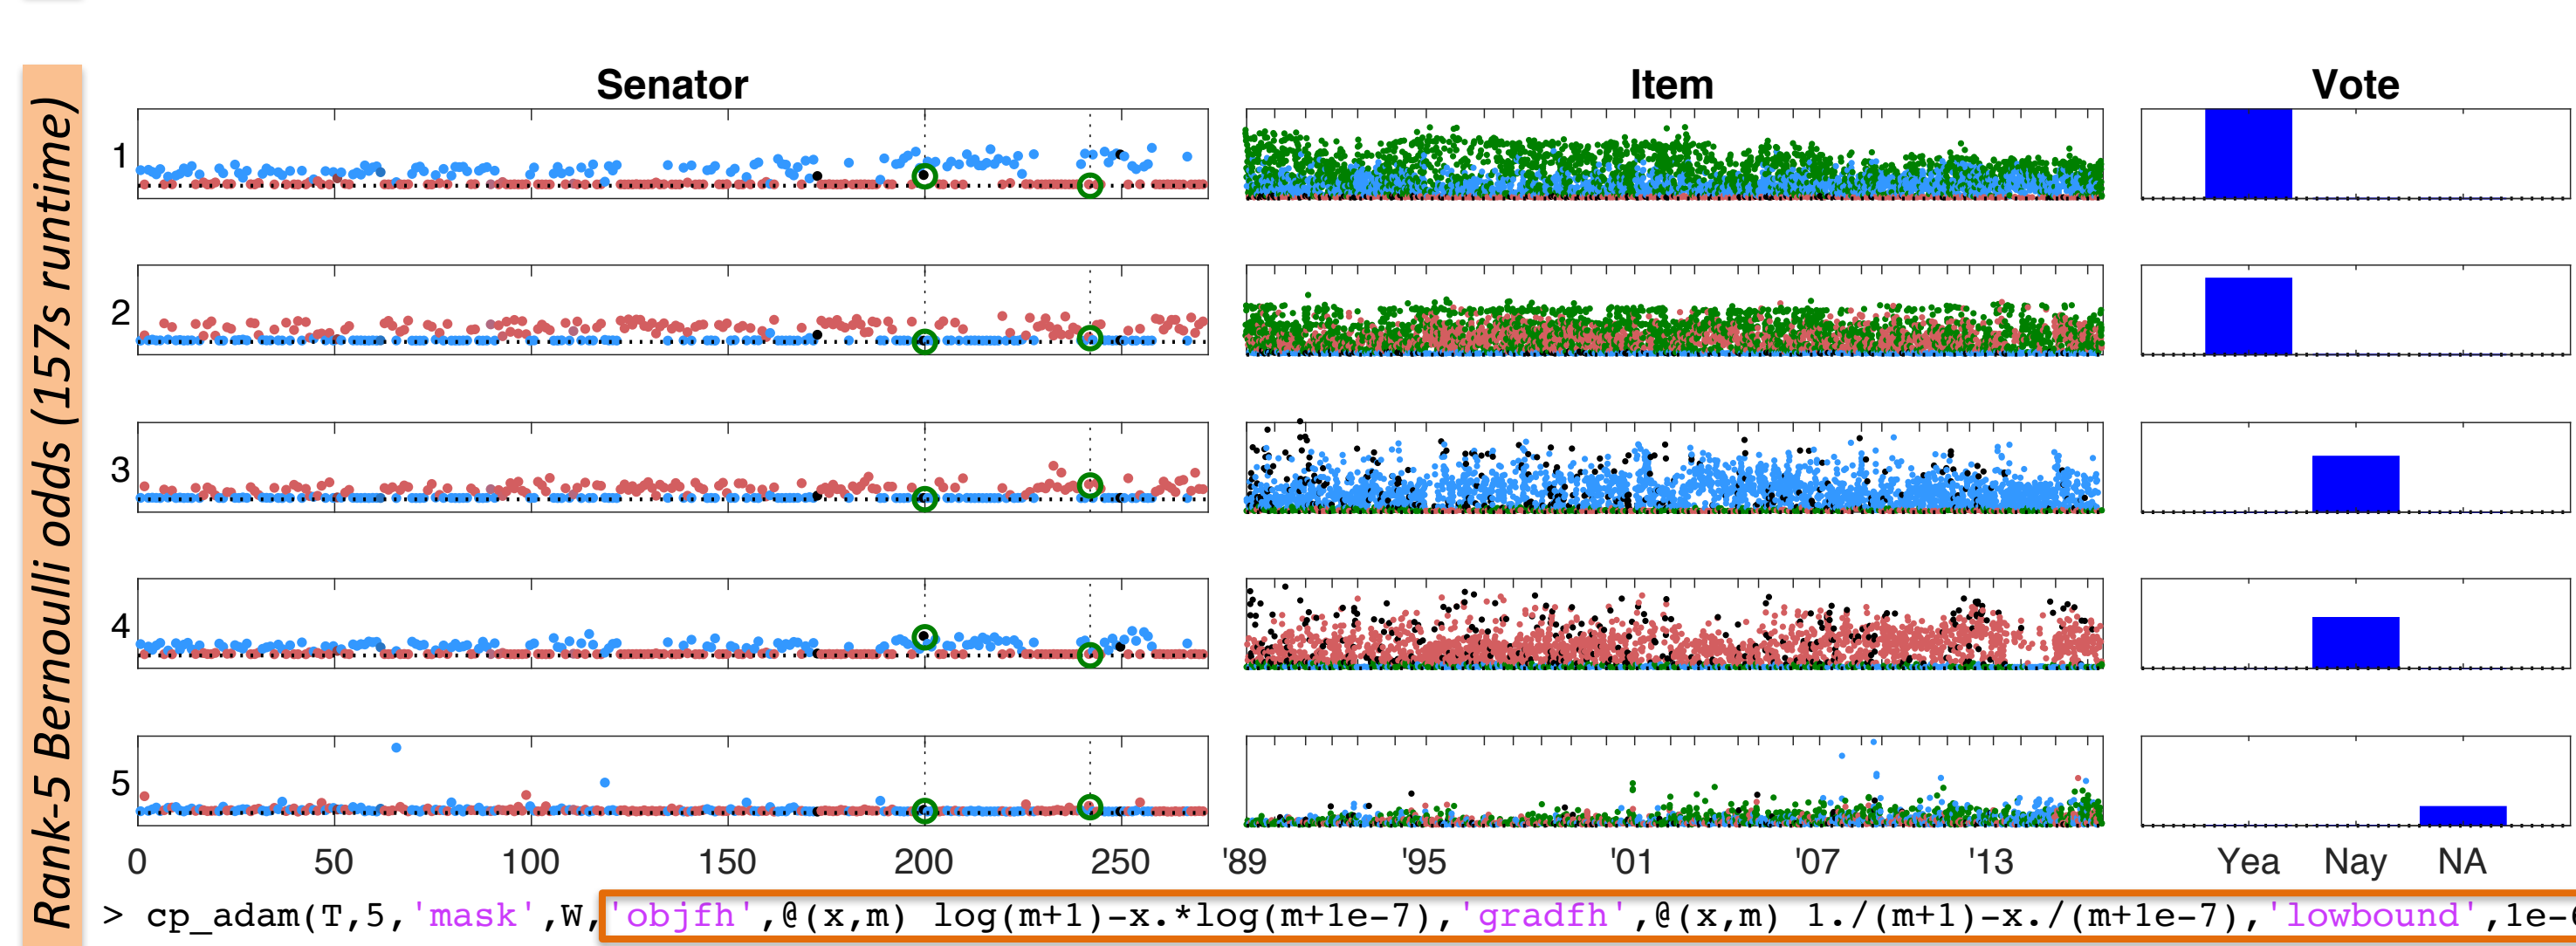 Rank-5 Bernoulli odds (157s runtime)
Senator Item Vote
1
2
3
4
5
0 50 100 150 200 250 '89 '95 '01 '07 '13 Yea Nay NA
> cp_adam(T,5,'mask',W,'objfh',@(x,m) log(m+1)-x.*log(m+1e-7),'gradfh',@(x,m) 1./(m+1)-x./(m+1e-7),'lowbound',1e-